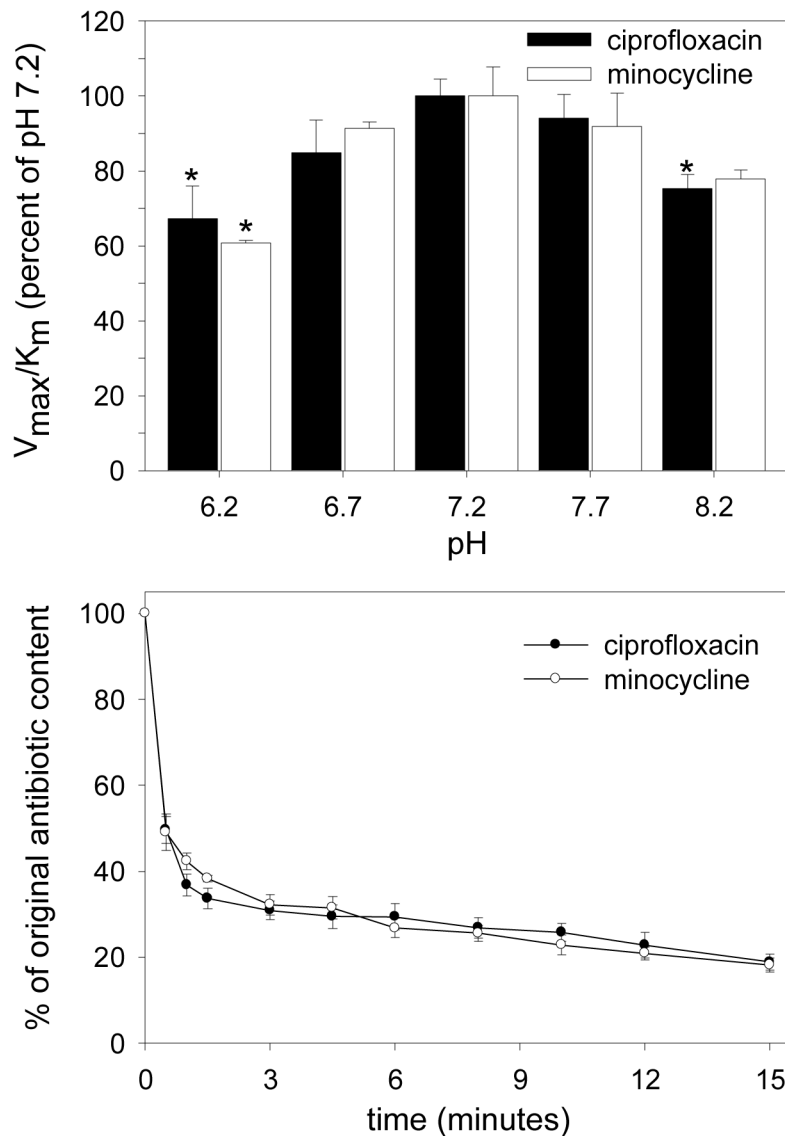 120
100
80
60
40
20
0
Vmax/Km (percent of pH 7.2)
ciprofloxacin
minocycline
*
*
*
6.2 6.7 7.2 7.7 8.2
pH
100
80
60
40
20
0
% of original antibiotic content
ciprofloxacin
minocycline
0 3 6 9 12 15
time (minutes)